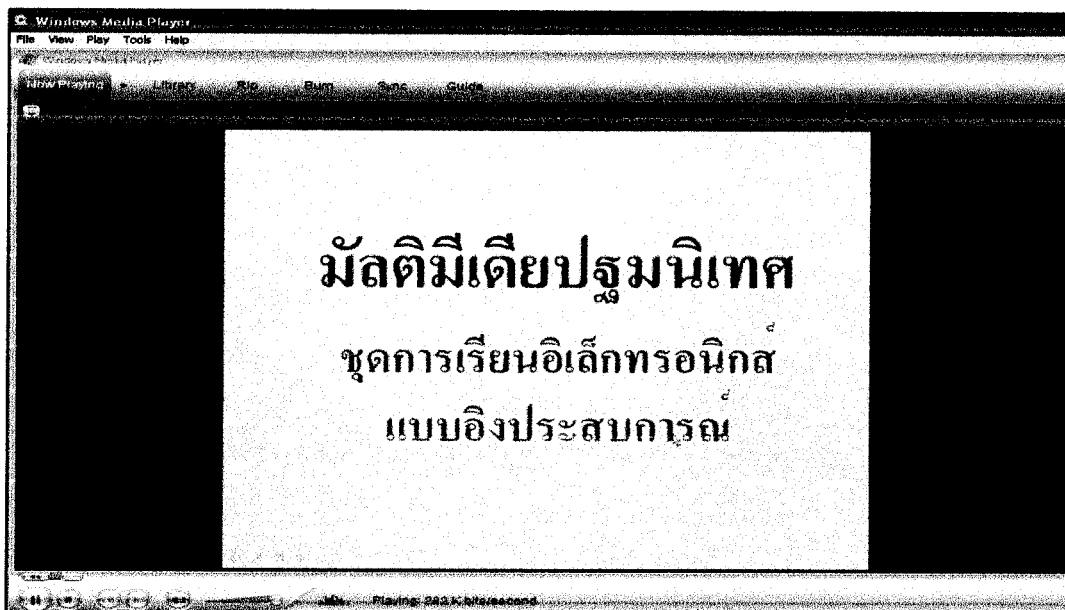 Windows Media Player
File View Play Tools Help
Now Playing Library Rip Burn Sync Guide
มัลติมีเดียปฐมนิเทศ
ชุดการเรียนอิเล็กทรอนิกส์
แบบอิงประสบการณ์
Playing: 282 K bits/second